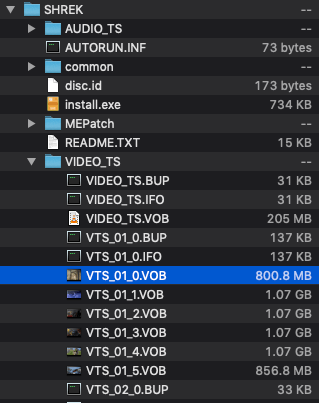 SHREK --
AUDIO_TS --
AUTORUN.INF 73 bytes
common --
disc.id 173 bytes
install.exe 734 KB
MEPatch --
README.TXT 15 KB
VIDEO_TS --
VIDEO_TS.BUP 31 KB
VIDEO_TS.IFO 31 KB
VIDEO_TS.VOB 205 MB
VTS_01_0.BUP 137 KB
VTS_01_0.IFO 137 KB
VTS_01_0.VOB 800.8 MB
VTS_01_1.VOB 1.07 GB
VTS_01_2.VOB 1.07 GB
VTS_01_3.VOB 1.07 GB
VTS_01_4.VOB 1.07 GB
VTS_01_5.VOB 856.8 MB
VTS_02_0.BUP 33 KB